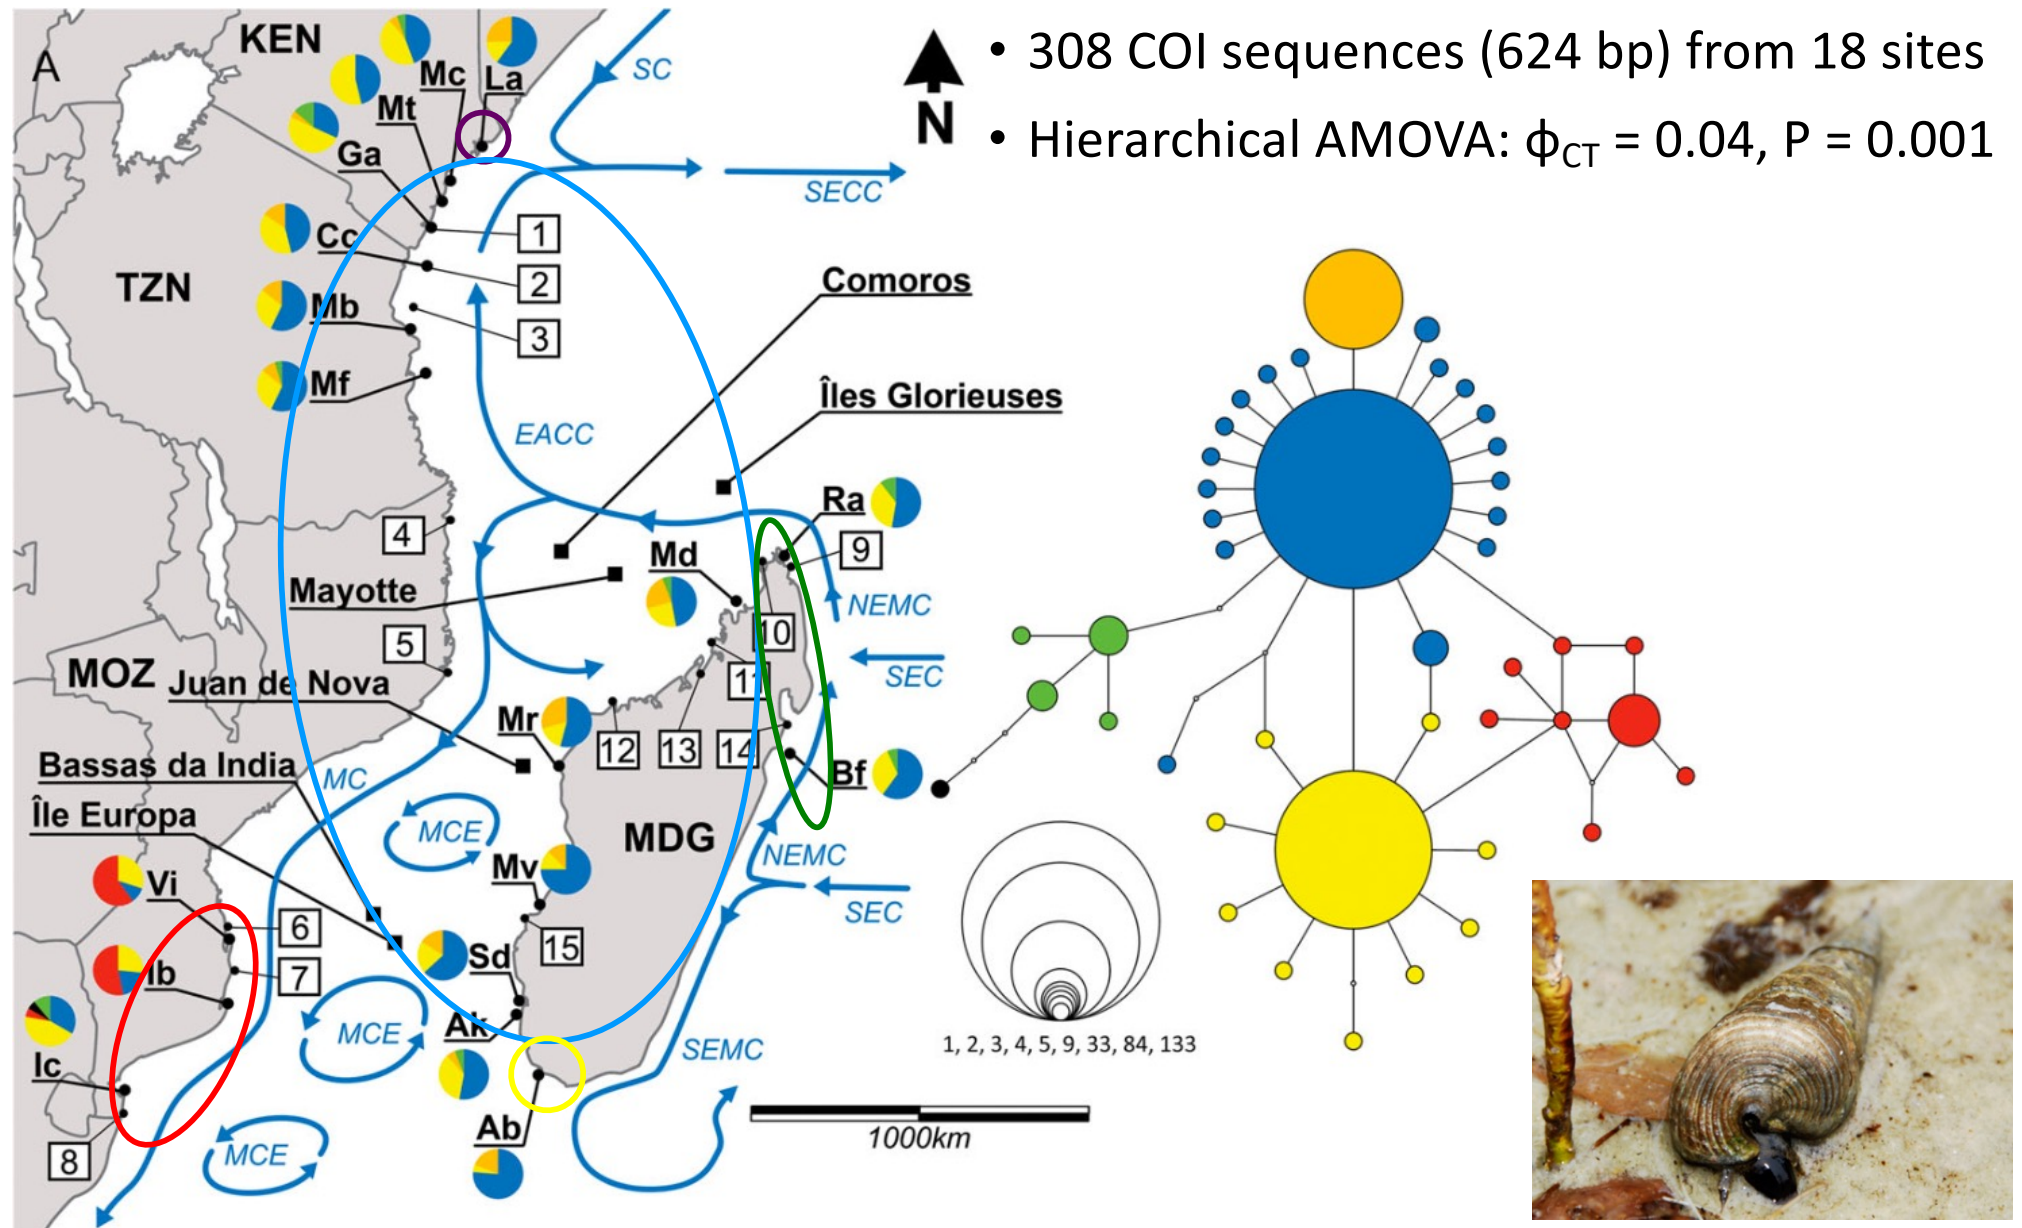 • 308 COI sequences (624 bp) from 18 sites
• Hierarchical AMOVA: ɸCT = 0.04, P = 0.001
A
KEN
Mc
La
SC
N
Mt
Ga
SECC
1
Cc
2
TZN
Comoros
Mb
3
Mf
Îles Glorieuses
EACC
Ra
4
9
Md
Mayotte
NEMC
10
5
MOZ
Juan de Nova
11
SEC
Mr
12
13
14
Bassas da India
MC
Bf
Île Europa
MCE
MDG
NEMC
Mv
Vi
SEC
6
15
Sd
7
Ib
Ak
MCE
SEMC
1, 2, 3, 4, 5, 9, 33, 84, 133
Ic
Ab
1000km
MCE
8